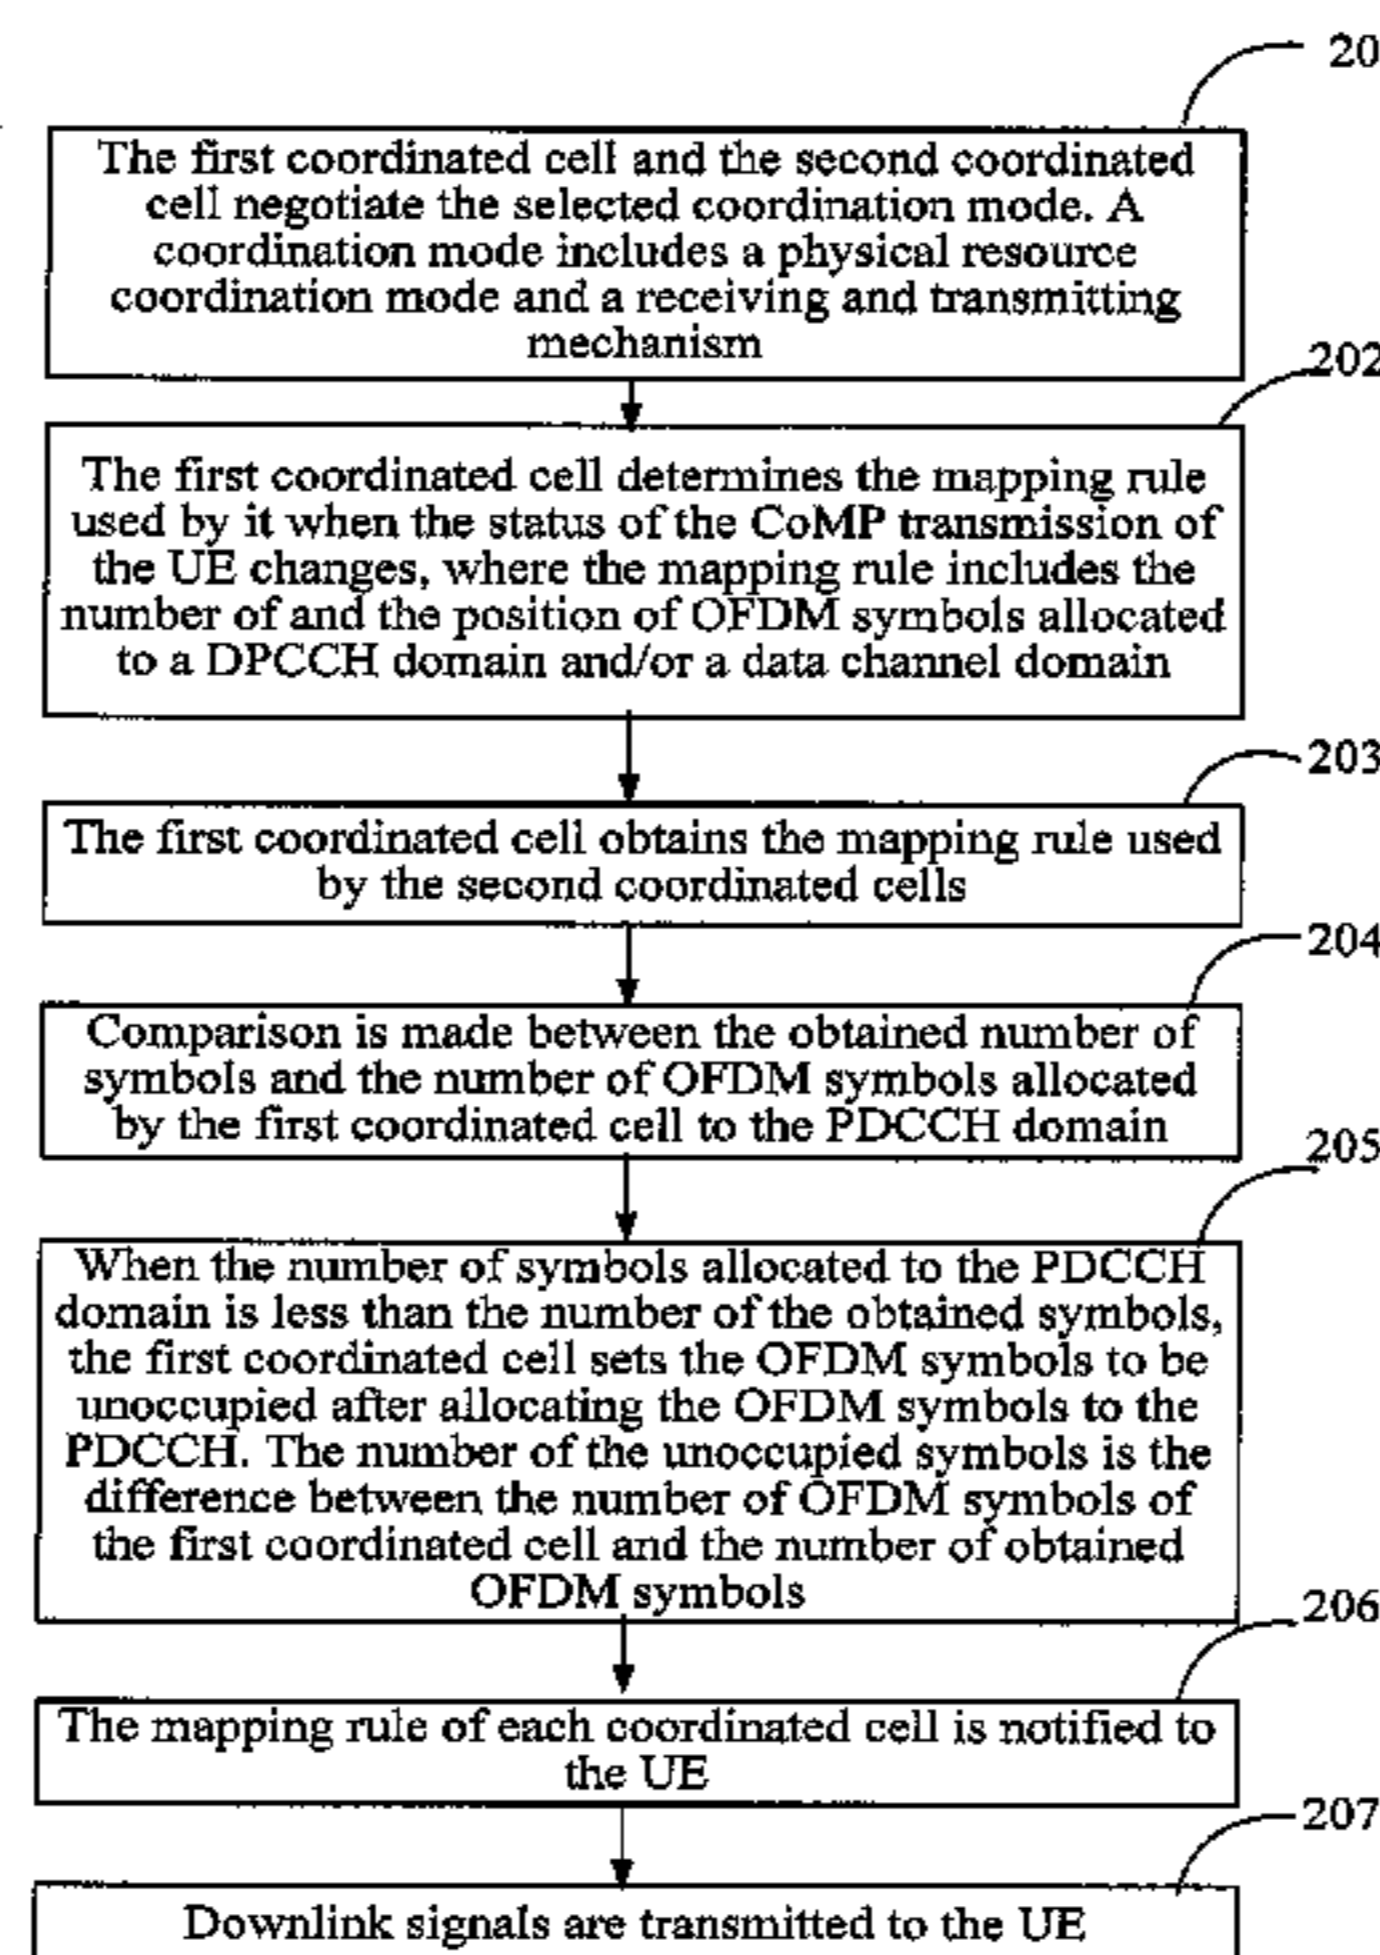 20
The first coordinated cell and the second coordinated
cell negotiate the selected coordination mode. A
coordination mode includes a physical resource
coordination mode and a receiving and transmitting
mechanism
202
The first coordinated cell determines the mapping rule
used by it when the status of the CoMP transmission of
the UE changes, where the mapping rule includes the
number of and the position of OFDM symbols allocated
to a DPCCH domain and/or a data channel domain
203
The first coordinated cell obtains the mapping rule used
by the second coordinated cells
204
Comparison is made between the obtained number of
symbols and the number of OFDM symbols allocated
by the first coordinated cell to the PDCCH domain
205
When the number of symbols allocated to the PDCCH
domain is less than the number of the obtained symbols,
the first coordinated cell sets the OFDM symbols to be
unoccupied after allocating the OFDM symbols to the
PDCCH. The number of the unoccupied symbols is the
difference between the number of OFDM symbols of
the first coordinated cell and the number of obtained
OFDM symbols
206
The mapping rule of each coordinated cell is notified to
the UE
207
Downlink signals are transmitted to the UE